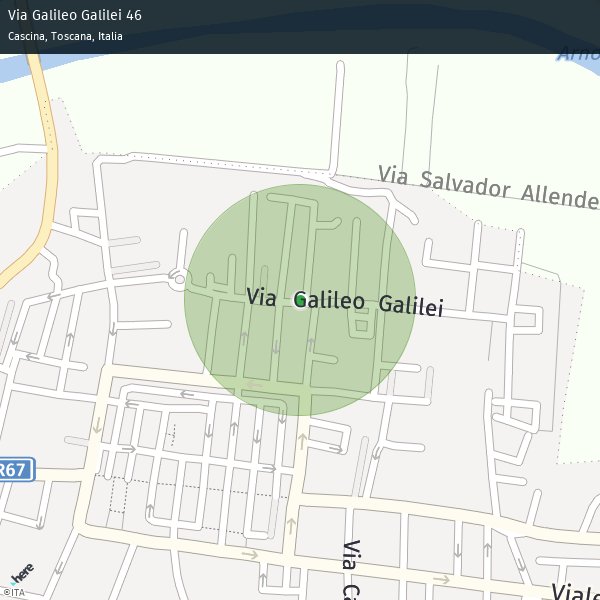 Via Galileo Galilei 46
Cascina, Toscana, Italia
Arno
Via Salvador Allende
Via Galileo Galilei
R67
Via Ca
Viale
here
©ITA